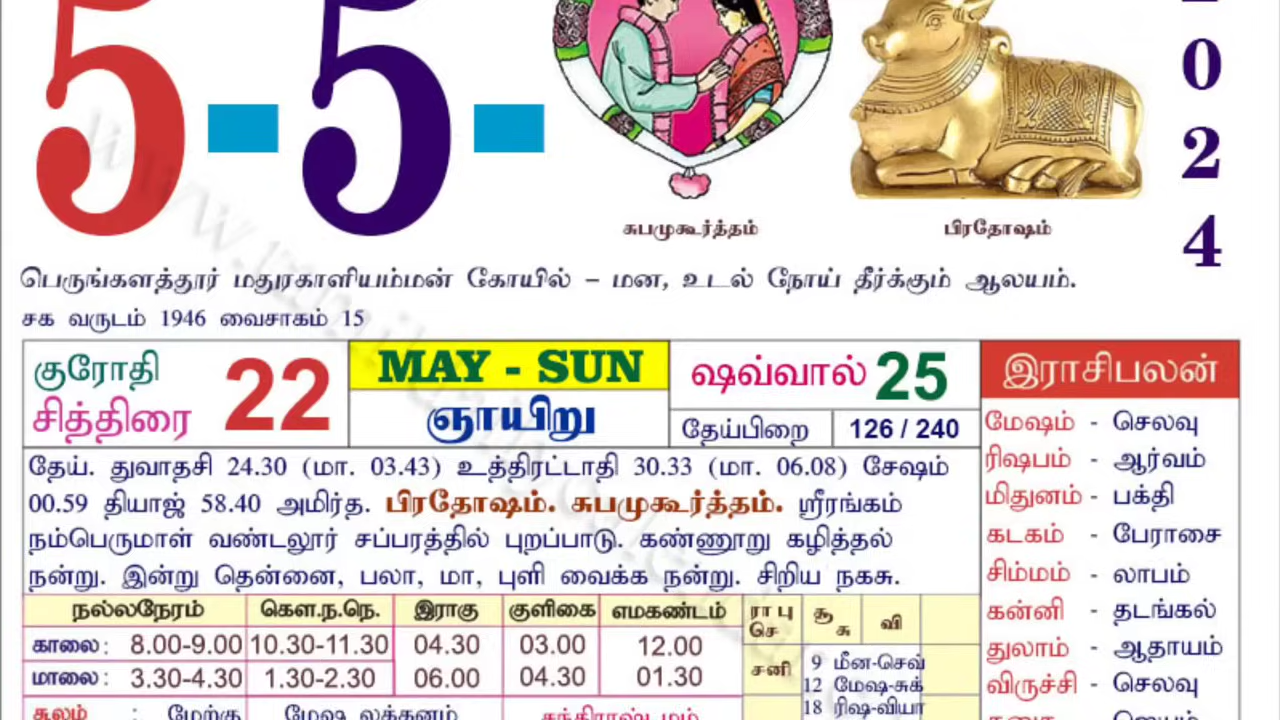 5-5-
2024
சுபமுகூர்த்தம்
பிரதோஷம்
பெருங்களத்தூர் மதுரகாளியம்மன் கோயில் – மன, உடல் நோய் தீர்க்கும் ஆலயம்.
சக வருடம் 1946 வைசாகம் 15
குரோதி
சித்திரை 22
MAY - SUN
ஞாயிறு
ஷவ்வால் 25
தேய்பிறை 126 / 240
தேய். துவாதசி 24.30 (மா. 03.43) உத்திரட்டாதி 30.33 (மா. 06.08) சேஷம்
00.59 தியாஜ் 58.40 அமிர்த. பிரதோஷம். சுபமுகூர்த்தம். ஸ்ரீரங்கம்
நம்பெருமாள் வண்டலூர் சப்பரத்தில் புறப்பாடு. கண்ணூறு கழித்தல்
நன்று. இன்று தென்னை, பலா, மா, புளி வைக்க நன்று. சிறிய நகசு.
நல்லநேரம் கௌ.ந.நெ. இராகு குளிகை எமகண்டம்
காலை: 8.00-9.00 10.30-11.30 04.30 03.00 12.00
மாலை: 3.30-4.30 1.30-2.30 06.00 04.30 01.30
சூலம் : மேற்கு மேஷ லக்கனம் சந்திராஷ்டமம்
ரா பு செ சூ சு வி
சனி
9 மீன-செவ்
12 மேஷ-சுக்
18 ரிஷ-வியா
இராசிபலன்
மேஷம் - செலவு
ரிஷபம் - ஆர்வம்
மிதுனம் - பக்தி
கடகம் - பேராசை
சிம்மம் - லாபம்
கன்னி - தடங்கல்
துலாம் - ஆதாயம்
விருச்சி - செலவு